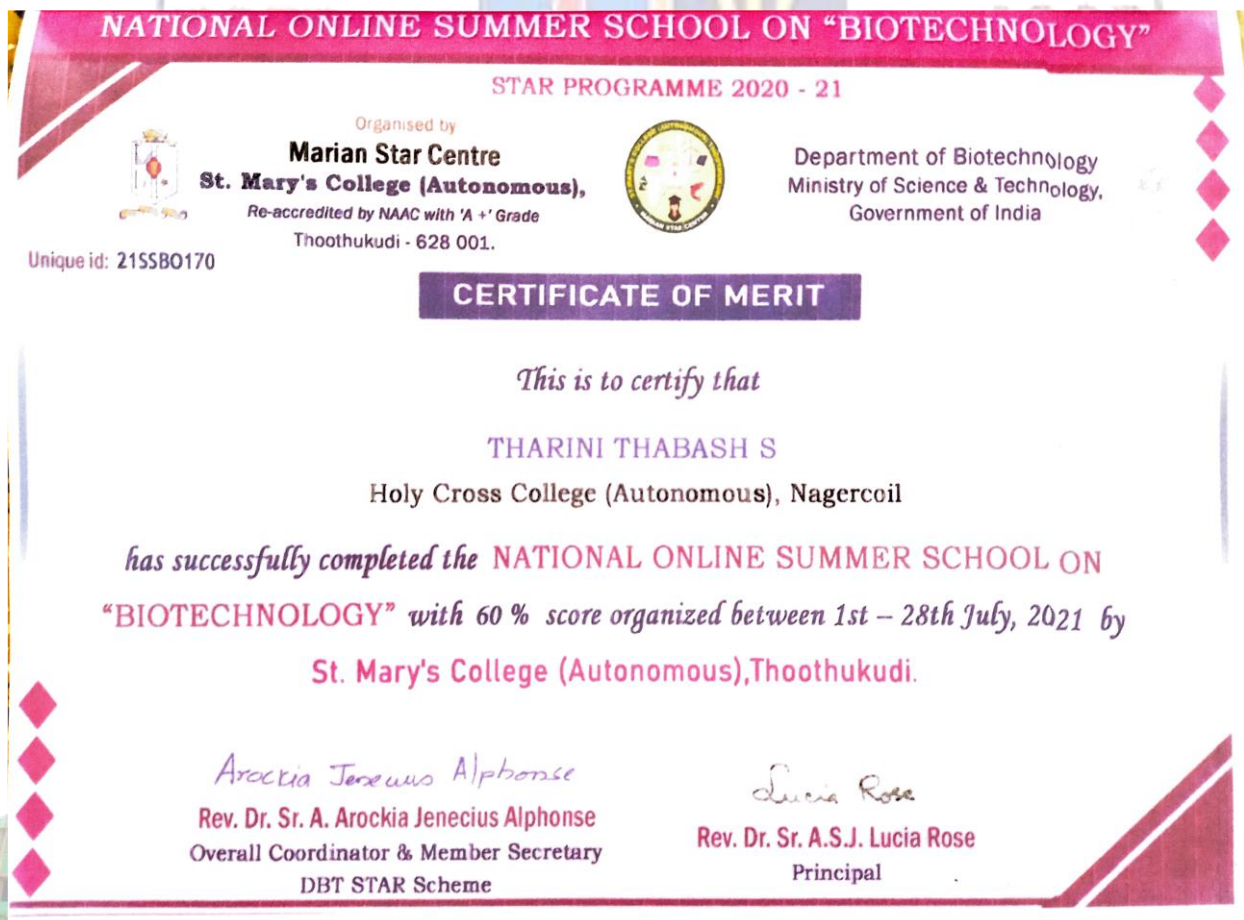 NATIONAL ONLINE SUMMER SCHOOL ON “BIOTECHNOLOGY”
STAR PROGRAMME 2020 - 21
Organised by
Marian Star Centre
St. Mary's College (Autonomous),
Re-accredited by NAAC with 'A +' Grade
Thoothukudi - 628 001.
Department of Biotechnology
Ministry of Science & Technology,
Government of India
Unique id: 21SSBO170
CERTIFICATE OF MERIT
This is to certify that
THARINI THABASH S
Holy Cross College (Autonomous), Nagercoil
has successfully completed the NATIONAL ONLINE SUMMER SCHOOL ON
“BIOTECHNOLOGY” with 60 % score organized between 1st – 28th July, 2021 by
St. Mary's College (Autonomous),Thoothukudi.
Arockia Jenecius Alphonse
Rev. Dr. Sr. A. Arockia Jenecius Alphonse
Overall Coordinator & Member Secretary
DBT STAR Scheme
Lucia Rose
Rev. Dr. Sr. A.S.J. Lucia Rose
Principal